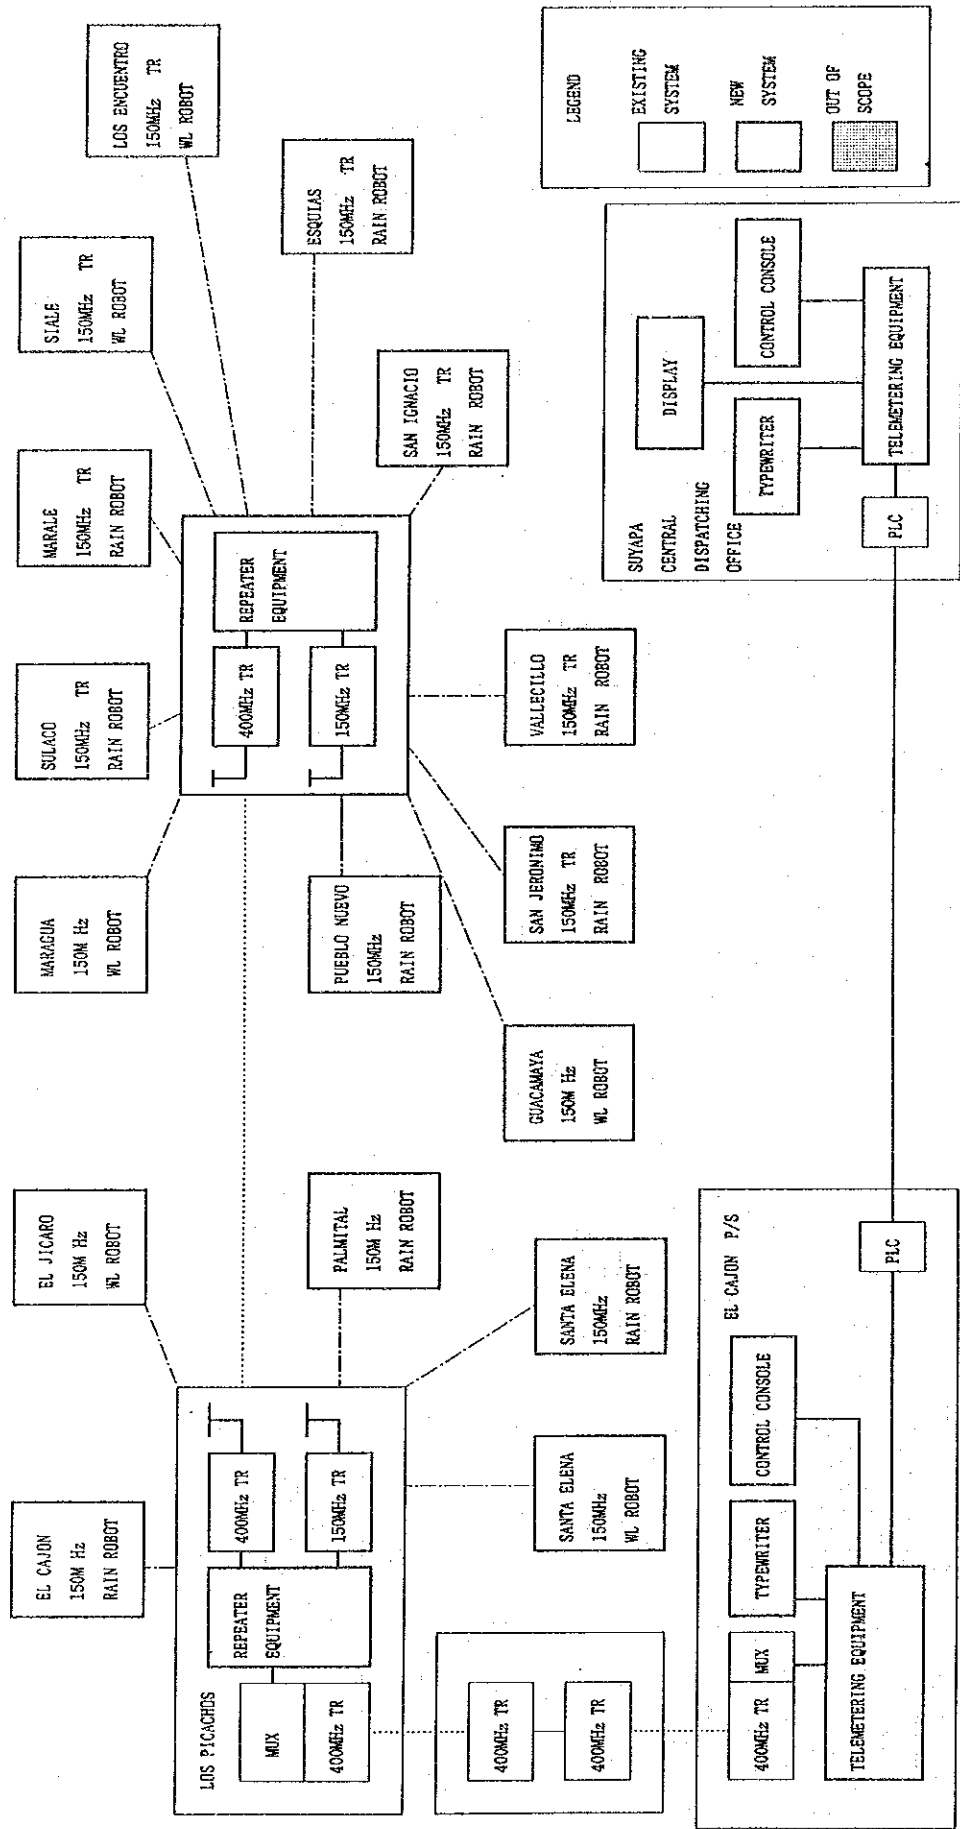 EL CAJON
150M Hz
RAIN ROBOT
EL JICARO
150M Hz
WL ROBOT
MARAGUA
150M Hz
WL ROBOT
SULACO
150MHz TR
RAIN ROBOT
MARALE
150MHz TR
RAIN ROBOT
SIALE
150MHz TR
WL ROBOT
LOS ENCUENTRO
150MHz TR
WL ROBOT
LOS PICACHOS
MUX
400MHz TR
REPEATER
EQUIPMENT
400MHz TR
150MHz TR
PALMITAL
150M Hz
RAIN ROBOT
PUEBLO NUEVO
150MHz
RAIN ROBOT
400MHz TR
150MHz TR
REPEATER
EQUIPMENT
ESQUIAS
150MHz TR
RAIN ROBOT
SAN IGNACIO
150MHz TR
RAIN ROBOT
400MHz TR
400MHz TR
SANTA ELENA
150MHz
WL ROBOT
SANTA ELENA
150MHz
RAIN ROBOT
GUACAMAYA
150M Hz
WL ROBOT
SAN JERONIMO
150MHz TR
RAIN ROBOT
VALLECILLO
150MHz TR
RAIN ROBOT
EL CAJON P/S
400MHz TR
MUX
TYPEWRITER
CONTROL CONSOLE
TELEMETERING EQUIPMENT
PLC
SUYAPA
CENTRAL
DISPATCHING
OFFICE
DISPLAY
TYPEWRITER
CONTROL CONSOLE
PLC
TELEMETERING EQUIPMENT
LEGEND
EXISTING
SYSTEM
NEW
SYSTEM
OUT OF
SCOPE